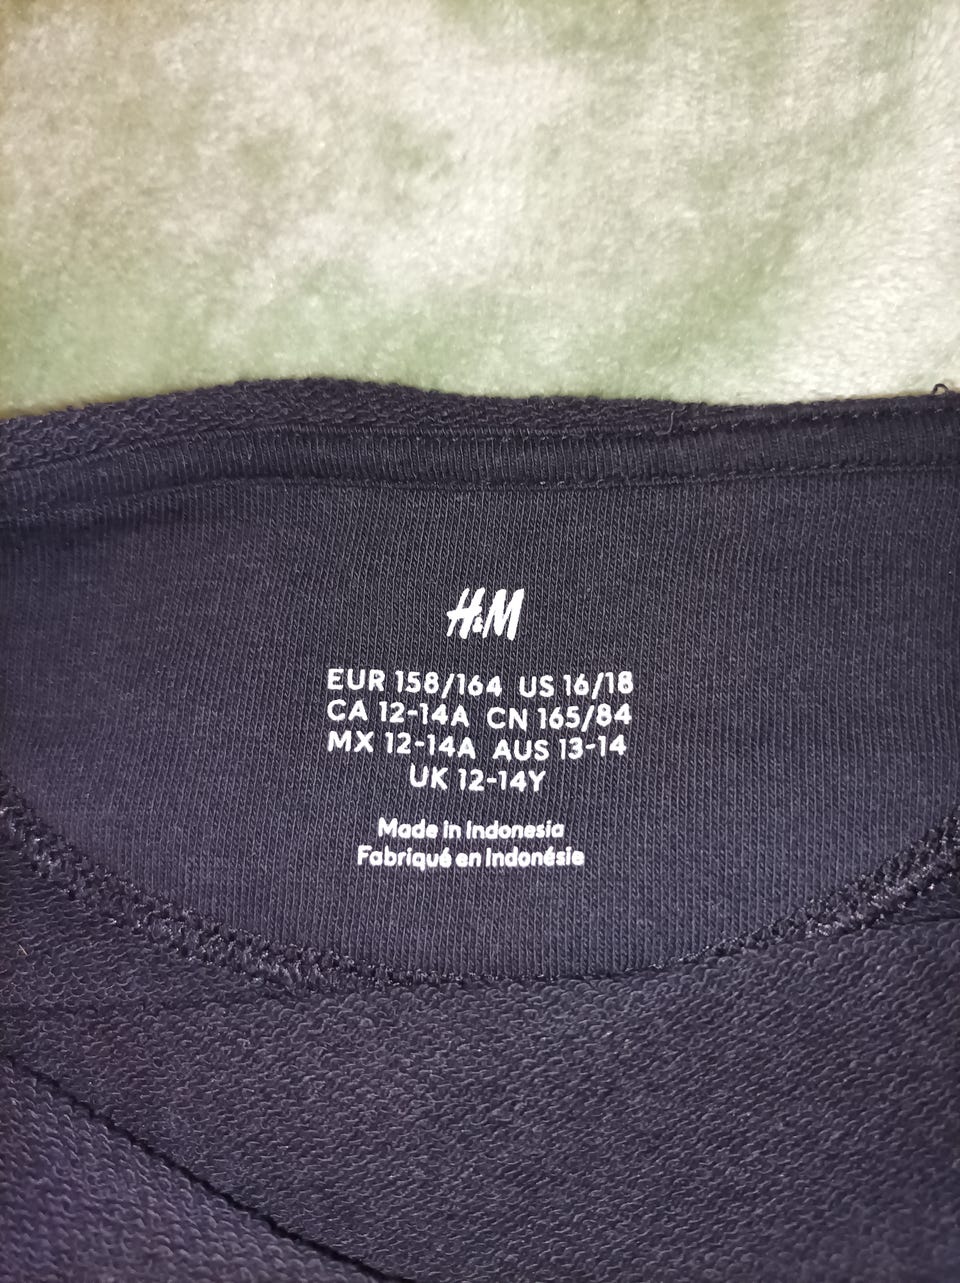 H&M
EUR 158/164 US 16/18
CA 12-14A CN 165/84
MX 12-14A AUS 13-14
UK 12-14Y
Made in Indonesia
Fabriqué en Indonésie